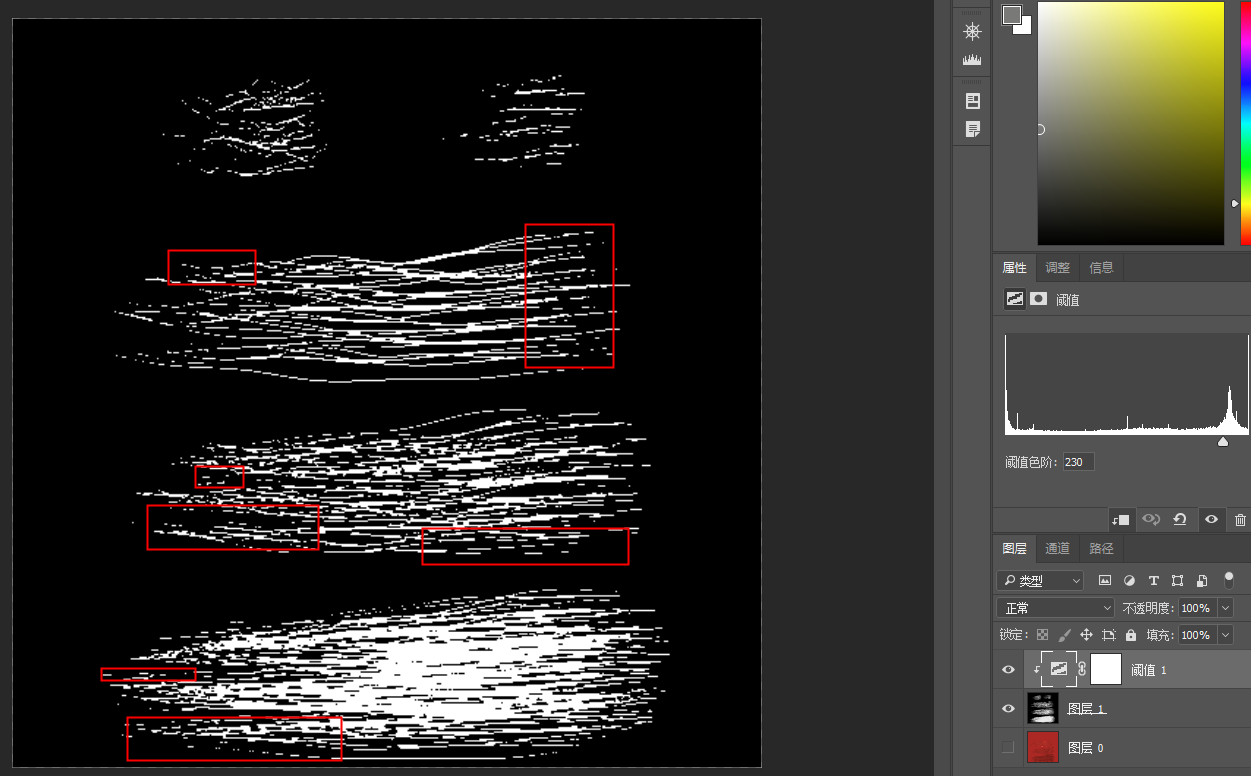 属性 调整 信息
阈值
阈值色阶: 230
图层 通道 路径
类型
正常 不透明度: 100%
锁定: 填充: 100%
阈值 1
图层 1
图层 0